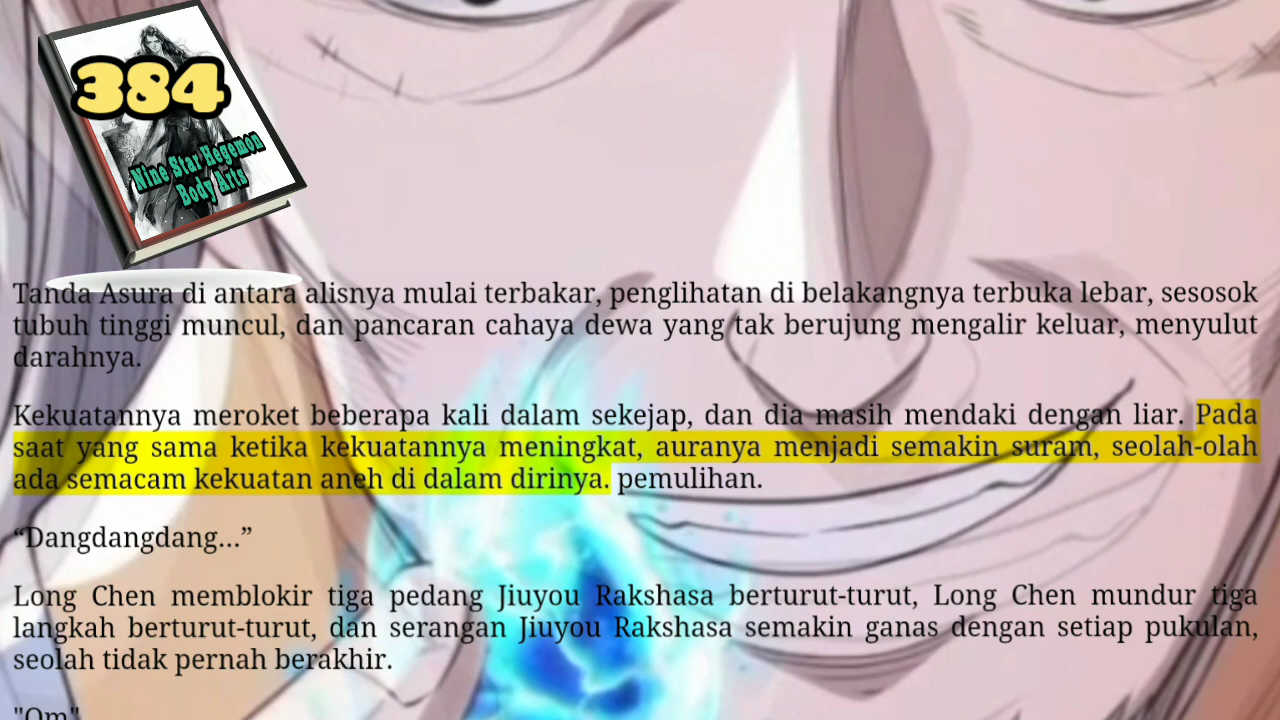 384
Nine Star Hegemon
Body Arts
Tanda Asura di antara alisnya mulai terbakar, penglihatan di belakangnya terbuka lebar, sesosok
tubuh tinggi muncul, dan pancaran cahaya dewa yang tak berujung mengalir keluar, menyulut
darahnya.
Kekuatannya meroket beberapa kali dalam sekejap, dan dia masih mendaki dengan liar. Pada
saat yang sama ketika kekuatannya meningkat, auranya menjadi semakin suram, seolah-olah
ada semacam kekuatan aneh di dalam dirinya. pemulihan.
“Dangdangdang...”
Long Chen memblokir tiga pedang Jiuyou Rakshasa berturut-turut, Long Chen mundur tiga
langkah berturut-turut, dan serangan Jiuyou Rakshasa semakin ganas dengan setiap pukulan,
seolah tidak pernah berakhir.
"Om"